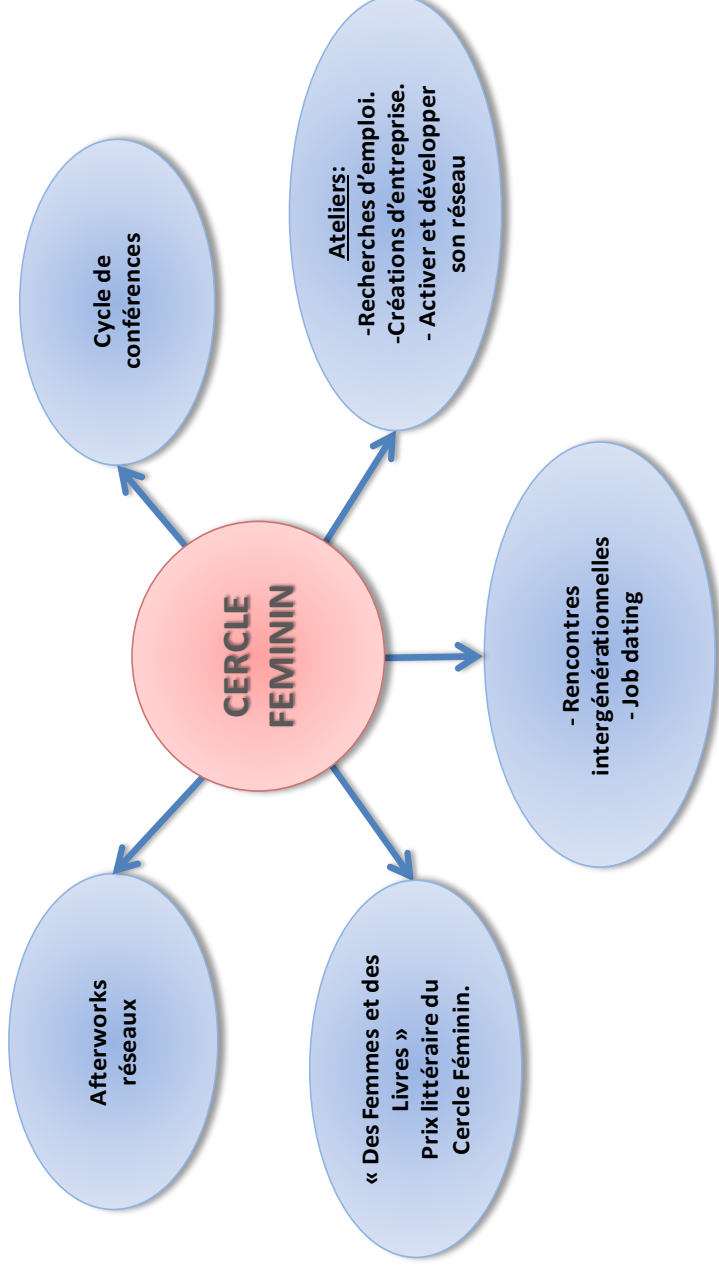 CERCLE
FEMININ
Afterworks
réseaux
Cycle de
conférences
« Des Femmes et des
Livres »
Prix littéraire du
Cercle Féminin.
Ateliers:
-Recherches d’emploi.
-Créations d’entreprise.
- Activer et développer
son réseau
- Rencontres
intergénérationnelles
- Job dating